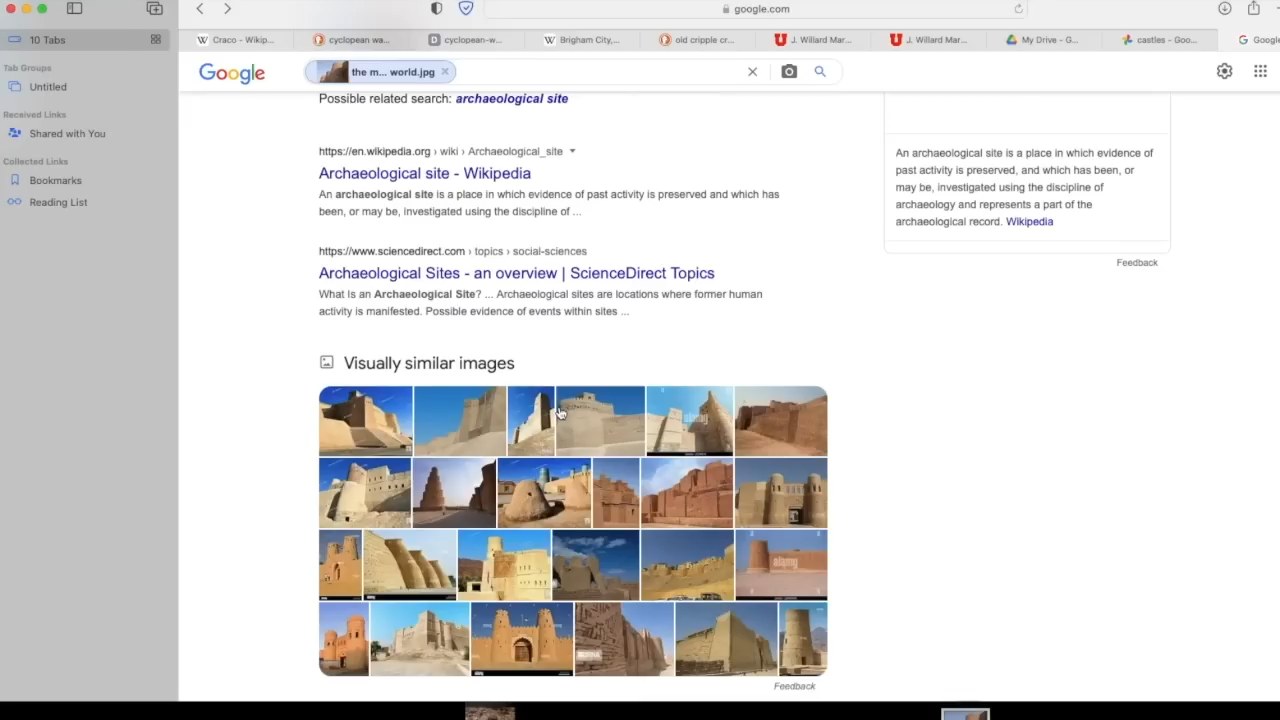 google.com
10 Tabs
Craco - Wikip...
cyclopean wa...
cyclopean-w...
Brigham City,...
old cripple cr...
J. Willard Mar...
J. Willard Mar...
My Drive - G...
castles - Goo...
Google
Tab Groups
Untitled
Received Links
Shared with You
Collected Links
Bookmarks
Reading List
Google
the m... world.jpg
Possible related search: archaeological site
https://en.wikipedia.org › wiki › Archaeological_site
Archaeological site - Wikipedia
An archaeological site is a place in which evidence of past activity is preserved and which has
been, or may be, investigated using the discipline of ...
https://www.sciencedirect.com › topics › social-sciences
Archaeological Sites - an overview | ScienceDirect Topics
What Is an Archaeological Site? ... Archaeological sites are locations where former human
activity is manifested. Possible evidence of events within sites ...
Visually similar images
alamy
alamy
Feedback
An archaeological site is a place in which evidence of
past activity is preserved, and which has been, or
may be, investigated using the discipline of
archaeology and represents a part of the
archaeological record. Wikipedia
Feedback